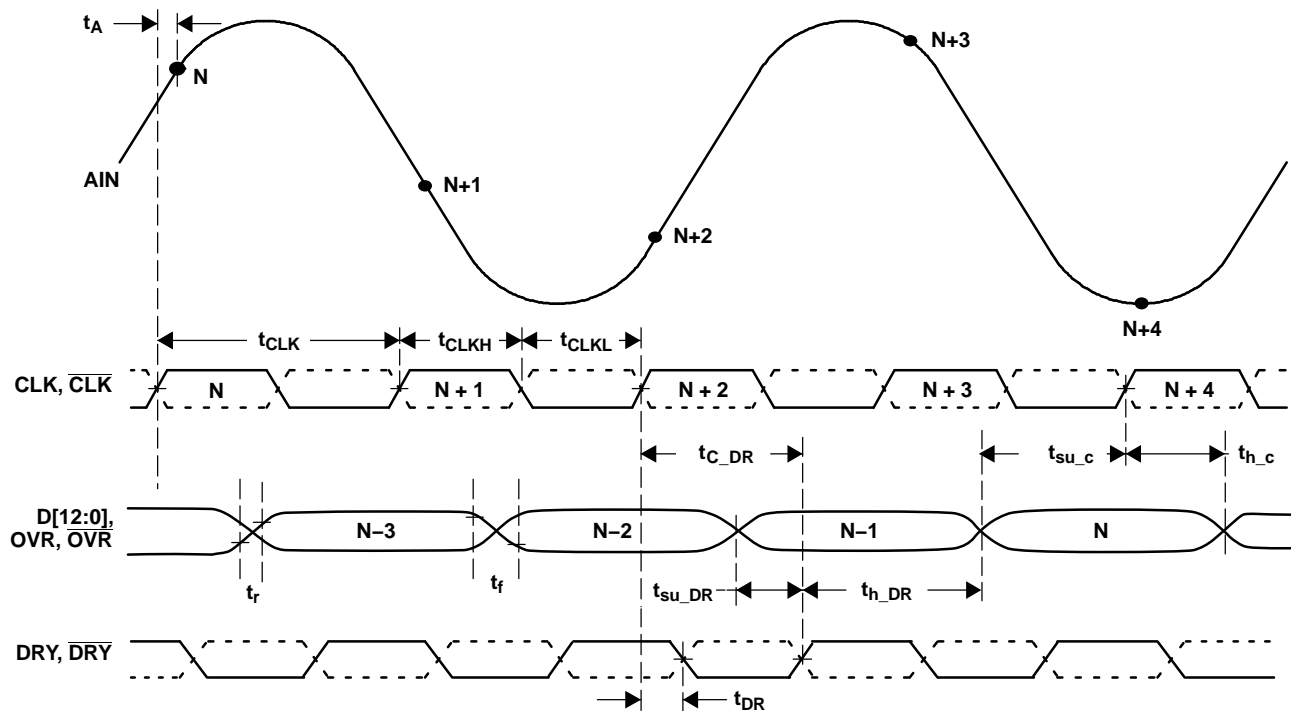 tA
N
N+3
AIN
N+1
N+2
N+4
tCLK
tCLKH
tCLKL
CLK, CLK
N
N + 1
N + 2
N + 3
N + 4
tC_DR
tsu_c
th_c
D[12:0],
OVR, OVR
N–3
N–2
N–1
N
tr
tf
tsu_DR
th_DR
DRY, DRY
tDR